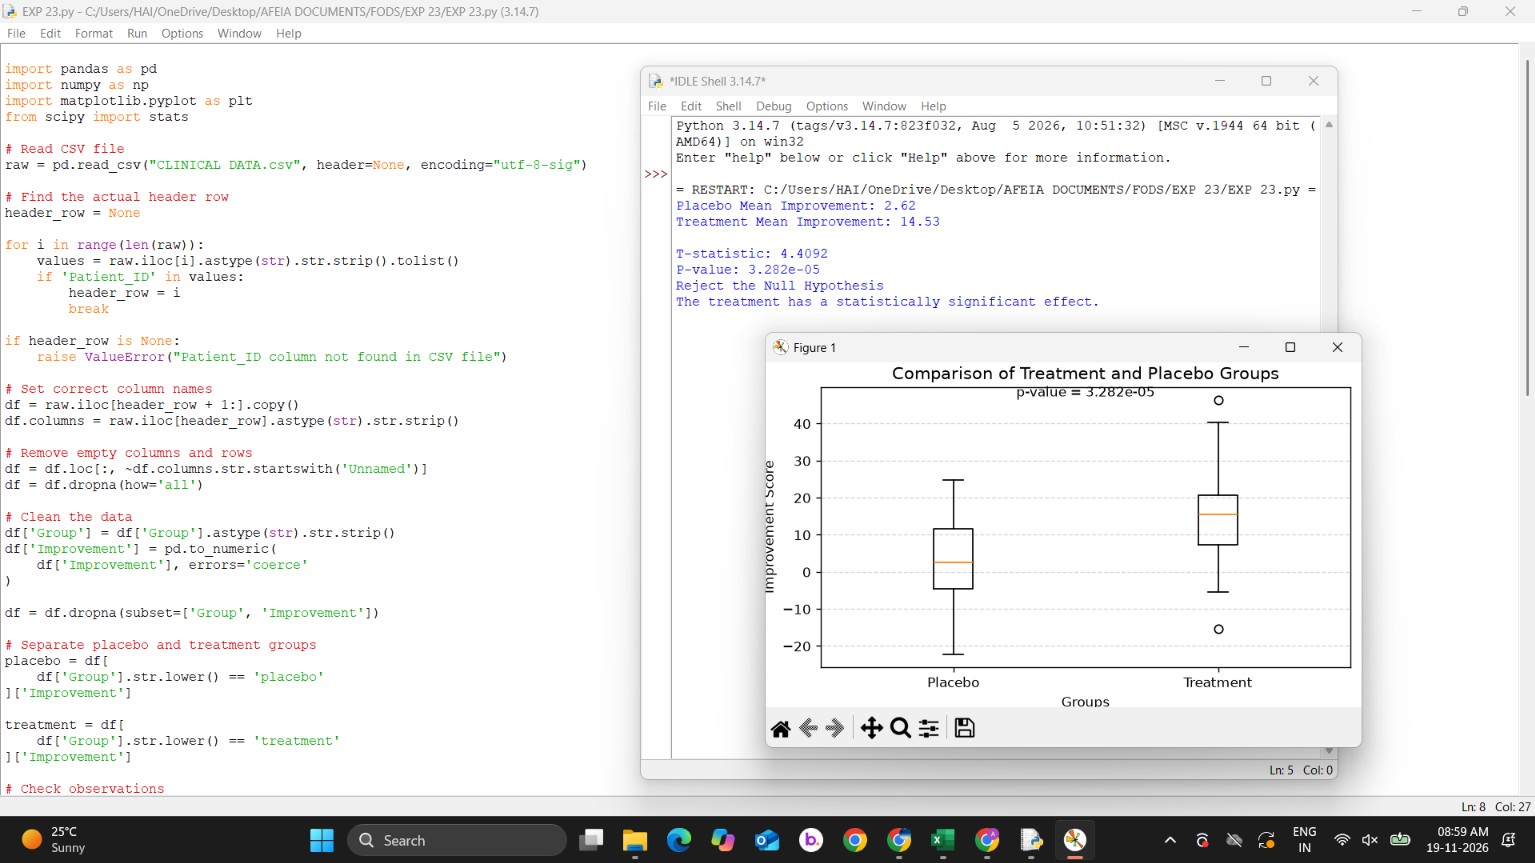 EXP 23.py - C:/Users/HAI/OneDrive/Desktop/AFEIA DOCUMENTS/FODS/EXP 23/EXP 23.py (3.14.7)
File Edit Format Run Options Window Help
import pandas as pd
import numpy as np
import matplotlib.pyplot as plt
from scipy import stats
# Read CSV file
raw = pd.read_csv("CLINICAL DATA.csv", header=None, encoding="utf-8-sig")
# Find the actual header row
header_row = None
for i in range(len(raw)):
    values = raw.iloc[i].astype(str).str.strip().tolist()
    if 'Patient_ID' in values:
        header_row = i
        break
if header_row is None:
    raise ValueError("Patient_ID column not found in CSV file")
# Set correct column names
df = raw.iloc[header_row + 1:].copy()
df.columns = raw.iloc[header_row].astype(str).str.strip()
# Remove empty columns and rows
df = df.loc[:, ~df.columns.str.startswith('Unnamed')]
df = df.dropna(how='all')
# Clean the data
df['Group'] = df['Group'].astype(str).str.strip()
df['Improvement'] = pd.to_numeric(
    df['Improvement'], errors='coerce'
)
df = df.dropna(subset=['Group', 'Improvement'])
# Separate placebo and treatment groups
placebo = df[
    df['Group'].str.lower() == 'placebo'
]['Improvement']
treatment = df[
    df['Group'].str.lower() == 'treatment'
]['Improvement']
# Check observations
Ln: 8 Col: 27
*IDLE Shell 3.14.7*
File Edit Shell Debug Options Window Help
Python 3.14.7 (tags/v3.14.7:823f032, Aug  5 2026, 10:51:32) [MSC v.1944 64 bit (
AMD64)] on win32
Enter "help" below or click "Help" above for more information.
>>>
= RESTART: C:/Users/HAI/OneDrive/Desktop/AFEIA DOCUMENTS/FODS/EXP 23/EXP 23.py =
Placebo Mean Improvement: 2.62
Treatment Mean Improvement: 14.53
T-statistic: 4.4092
P-value: 3.282e-05
Reject the Null Hypothesis
The treatment has a statistically significant effect.
Ln: 5 Col: 0
Figure 1
Comparison of Treatment and Placebo Groups
p-value = 3.282e-05
40
30
20
10
0
−10
−20
Improvement Score
Placebo Treatment
Groups
25°C
Sunny
Search
ENG
IN
08:59 AM
19-11-2026